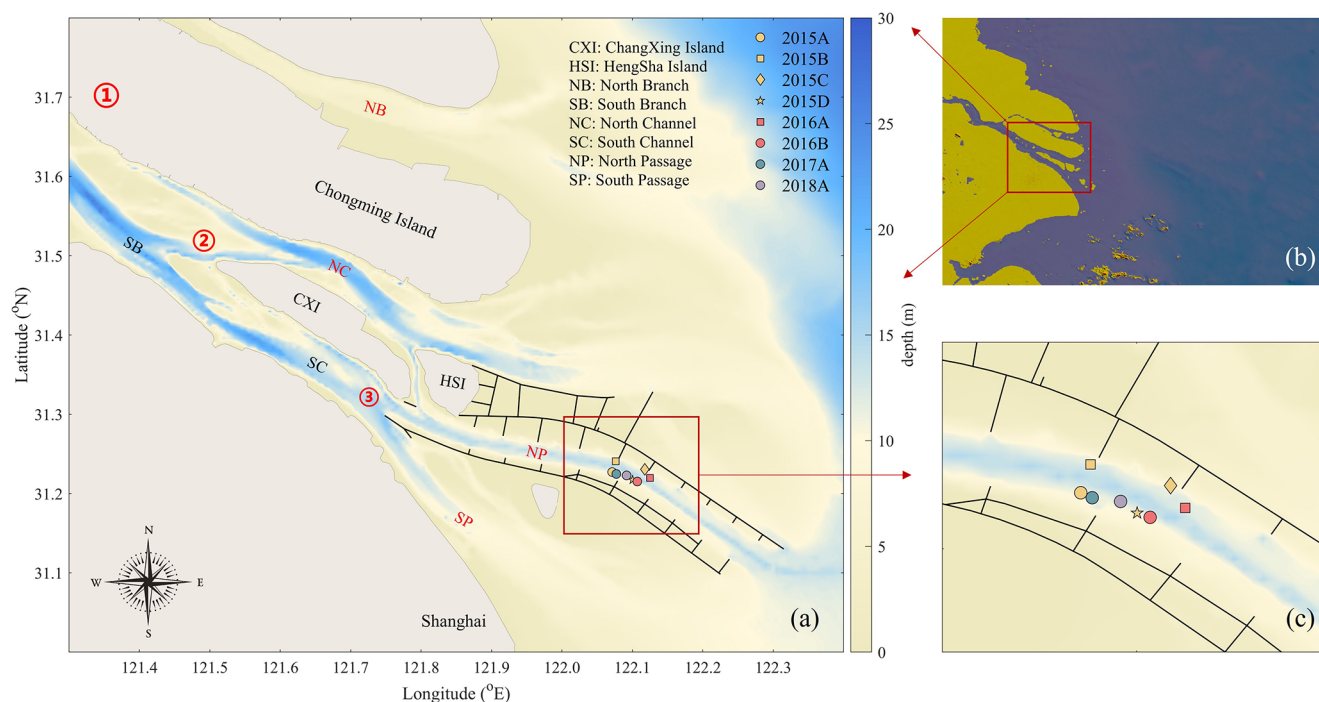 CXI: ChangXing Island
HSI: HengSha Island
NB: North Branch
SB: South Branch
NC: North Channel
SC: South Channel
NP: North Passage
SP: South Passage
2015A
2015B
2015C
2015D
2016A
2016B
2017A
2018A
①
NB
Chongming Island
②
SB
NC
CXI
SC
③
HSI
NP
SP
N
W
E
S
Shanghai
(a)
31.7
31.6
31.5
31.4
31.3
31.2
31.1
Latitude (°N)
121.4
121.5
121.6
121.7
121.8
121.9
122.0
122.1
122.2
122.3
Longitude (°E)
30
25
20
15
10
5
0
depth (m)
(b)
(c)